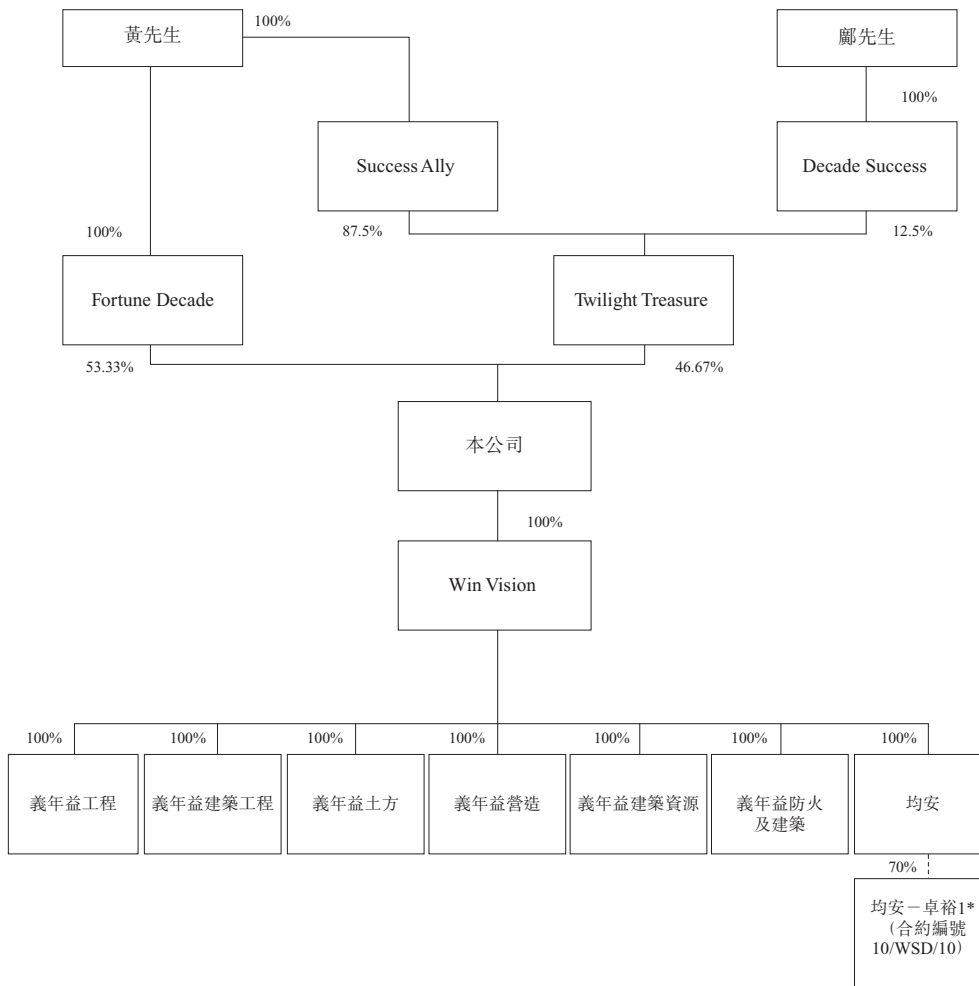 黃先生
100%
鄺先生
100%
Success Ally
Decade Success
100%
87.5%
12.5%
Fortune Decade
Twilight Treasure
53.33%
46.67%
本公司
100%
Win Vision
100%
100%
100%
100%
100%
100%
100%
義年益工程
義年益建築工程
義年益土方
義年益營造
義年益建築資源
義年益防火
及建築
均安
70%
均安－卓裕1*
（合約編號
10/WSD/10）